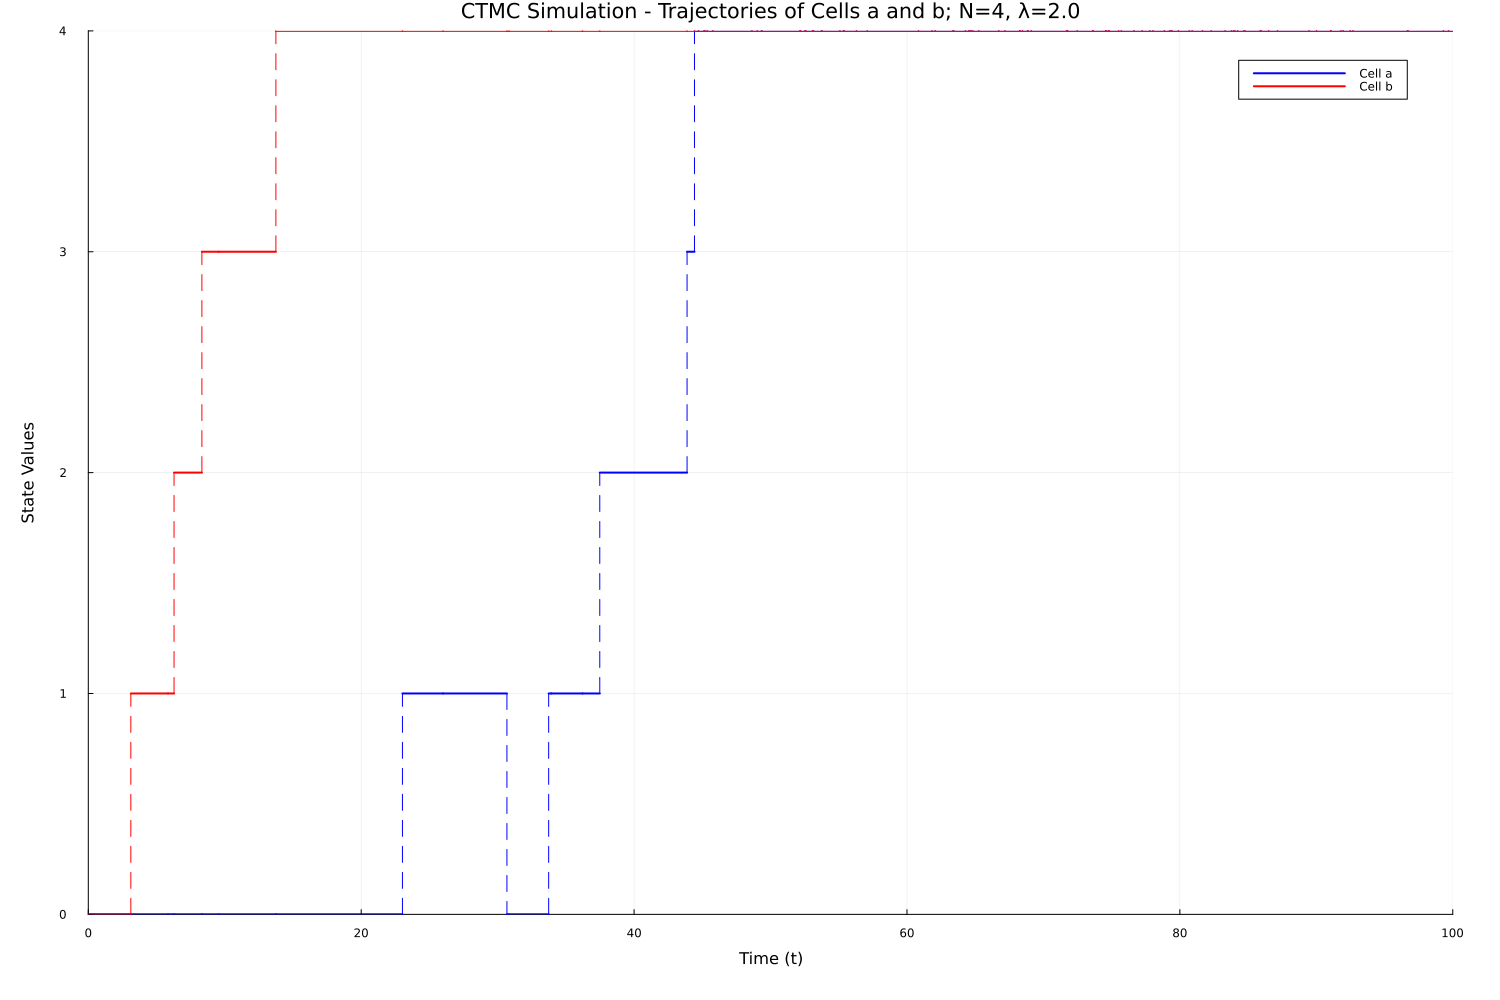 CTMC Simulation - Trajectories of Cells a and b; N=4, λ=2.0
4
Cell a
Cell b
3
State Values
2
1
0
0 20 40 60 80 100
Time (t)